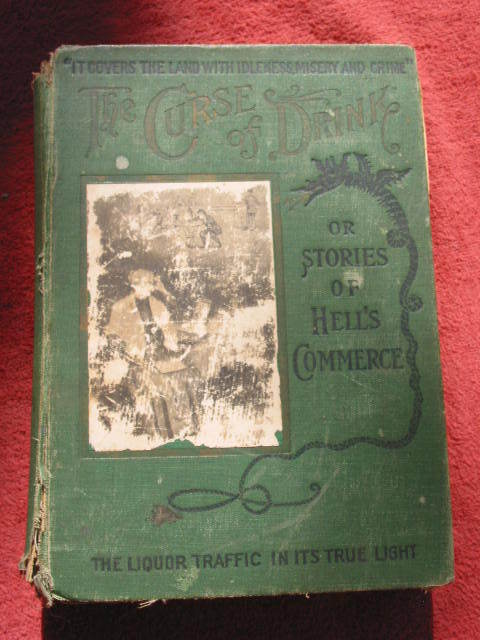 "IT COVERS THE LAND WITH IDLENESS, MISERY AND CRIME"
The CURSE
of DRINK
OR
STORIES
OF
HELL'S
COMMERCE
THE LIQUOR TRAFFIC IN ITS TRUE LIGHT